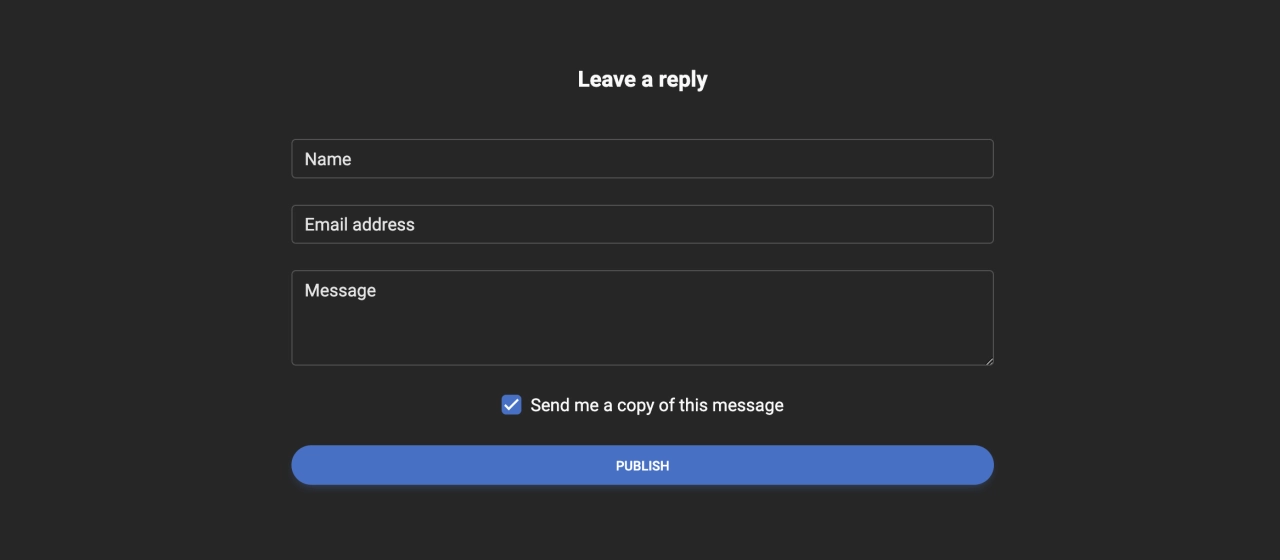 Leave a reply
Name
Email address
Message
Send me a copy of this message
PUBLISH